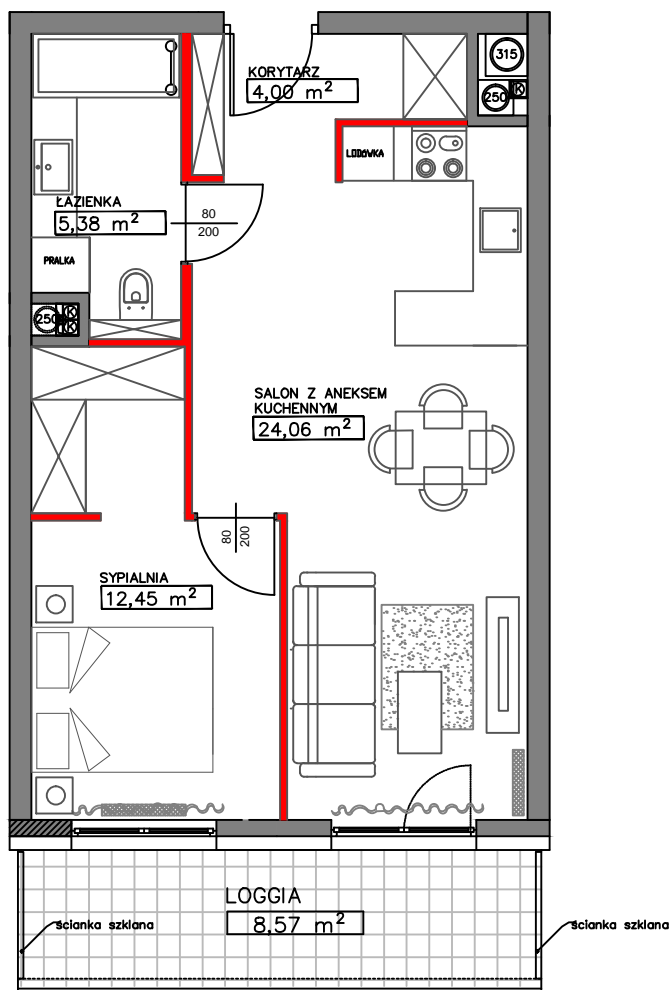 KORYTARZ
4,00 m²
315
250
K
LODÓWKA
ŁAZIENKA
5,38 m²
80
200
PRALKA
250
K
K
SALON Z ANEKSEM
KUCHENNYM
24,06 m²
80
200
SYPIALNIA
12,45 m²
LOGGIA
8,57 m²
ścianka szklana
ścianka szklana